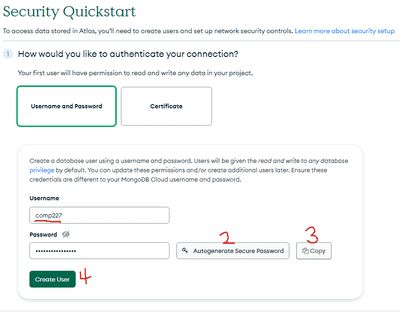 Security Quickstart
To access data stored in Atlas, you'll need to create users and set up network security controls. Learn more about security setup
1 How would you like to authenticate your connection?
Your first user will have permission to read and write any data in your project.
Username and Password Certificate
Create a database user using a username and password. Users will be given the read and write to any database
privilege by default. You can update these permissions and/or create additional users later. Ensure these
credentials are different to your MongoDB Cloud username and password.
Username
comp227
Password
2 3
•••••••••••••••• Autogenerate Secure Password Copy
Create User 4